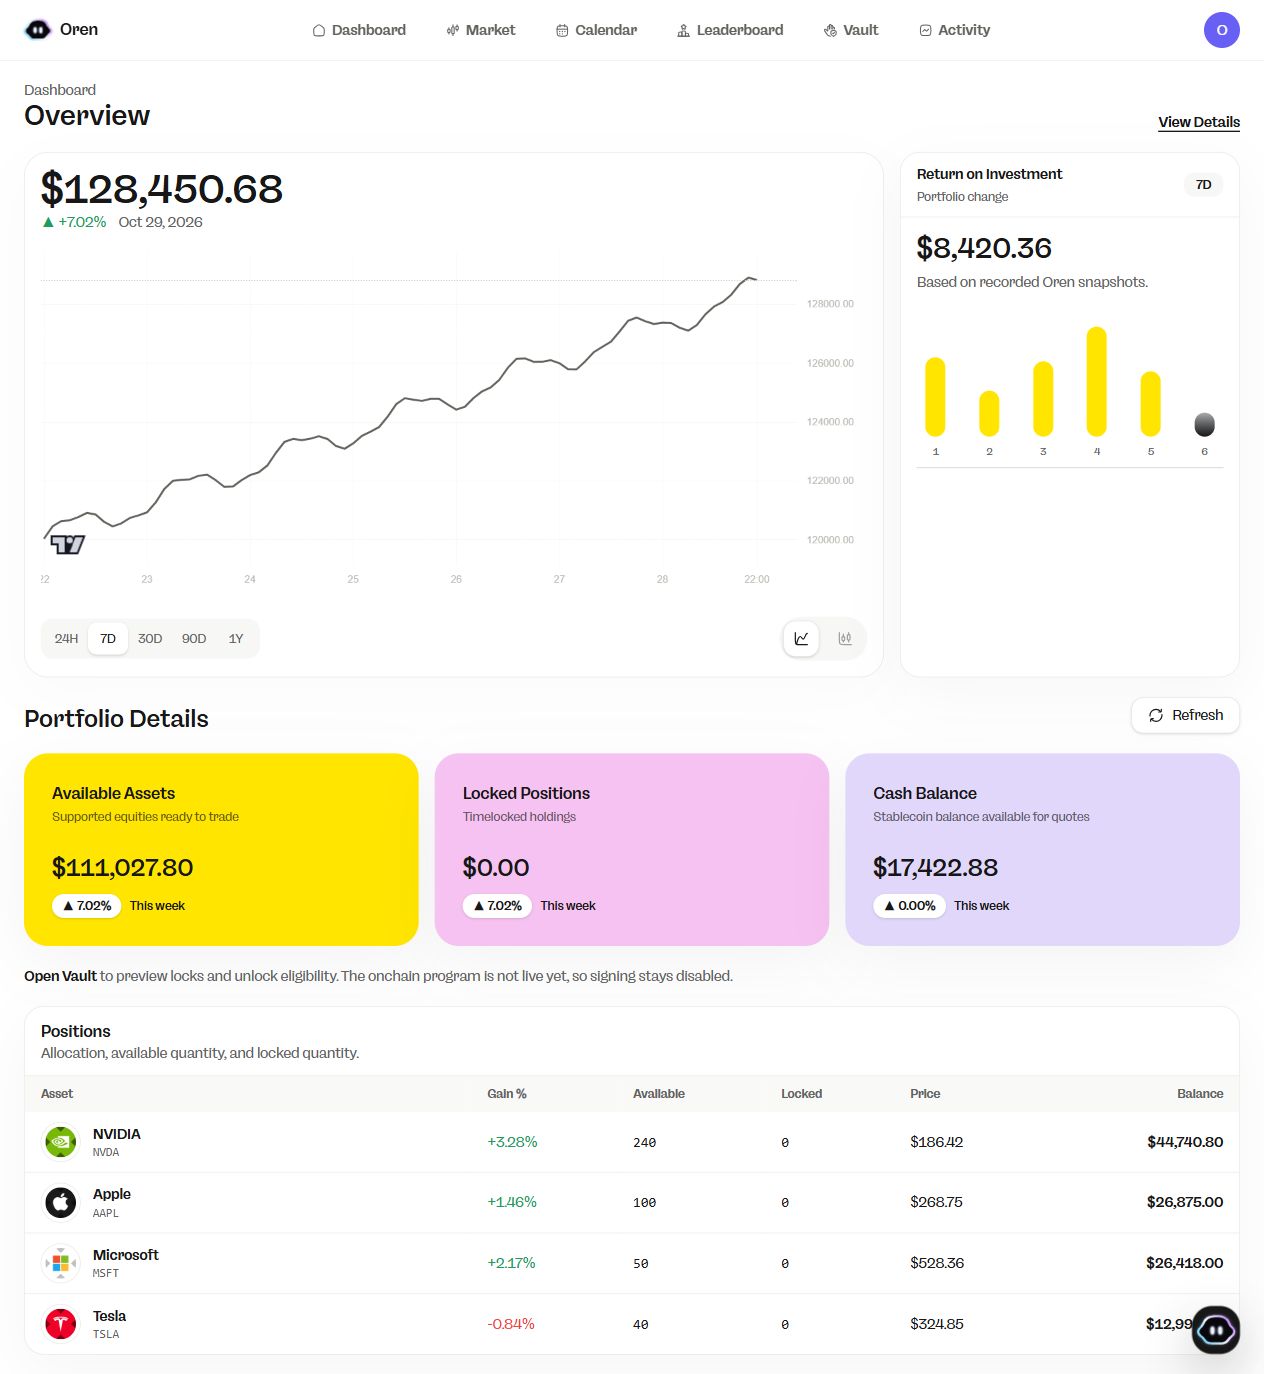 Oren
Dashboard
Market
Calendar
Leaderboard
Vault
Activity
O
Dashboard
Overview
View Details
$128,450.68
▲ +7.02% Oct 29, 2026
128000.00
126000.00
124000.00
122000.00
120000.00
22 23 24 25 26 27 28 22:00
24H 7D 30D 90D 1Y
Return on Investment
Portfolio change
7D
$8,420.36
Based on recorded Oren snapshots.
1 2 3 4 5 6
Portfolio Details
Refresh
Available Assets
Supported equities ready to trade
$111,027.80
▲ 7.02% This week
Locked Positions
Timelocked holdings
$0.00
▲ 7.02% This week
Cash Balance
Stablecoin balance available for quotes
$17,422.88
▲ 0.00% This week
Open Vault to preview locks and unlock eligibility. The onchain program is not live yet, so signing stays disabled.
Positions
Allocation, available quantity, and locked quantity.
Asset Gain % Available Locked Price Balance
NVIDIA
NVDA
+3.28% 240 0 $186.42 $44,740.80
Apple
AAPL
+1.46% 100 0 $268.75 $26,875.00
Microsoft
MSFT
+2.17% 50 0 $528.36 $26,418.00
Tesla
TSLA
-0.84% 40 0 $324.85 $12,99